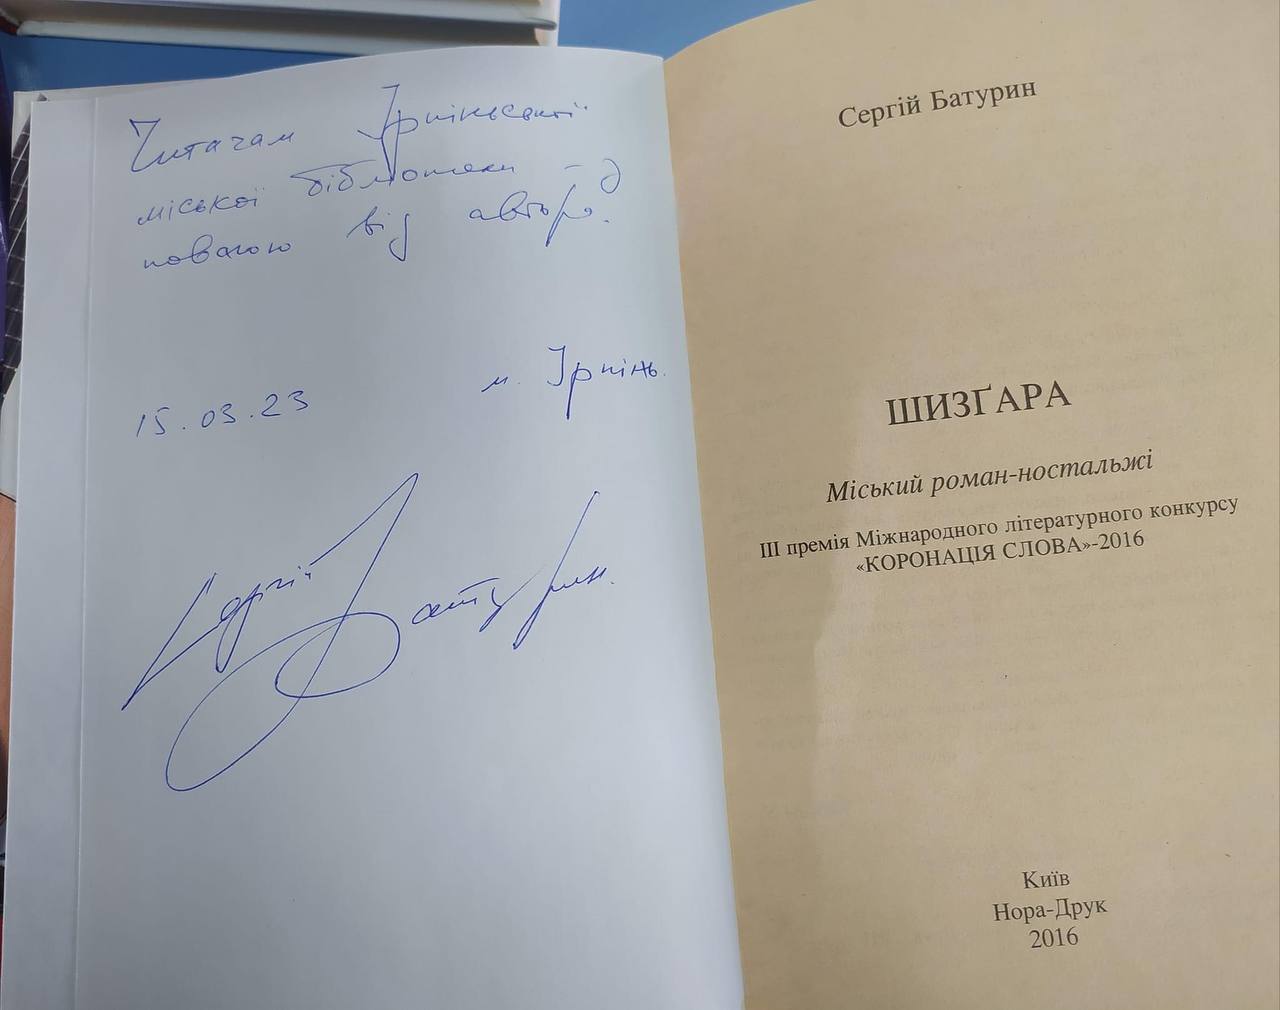 Читачам Ірпінської
міської бібліотеки – з
повагою від автора.
15.03.23 м. Ірпінь.
Сергій Батурин.
Сергій Батурин
ШИЗҐАРА
Міський роман-ностальжі
III премія Міжнародного літературного конкурсу
«КОРОНАЦІЯ СЛОВА»-2016
Київ
Нора-Друк
2016